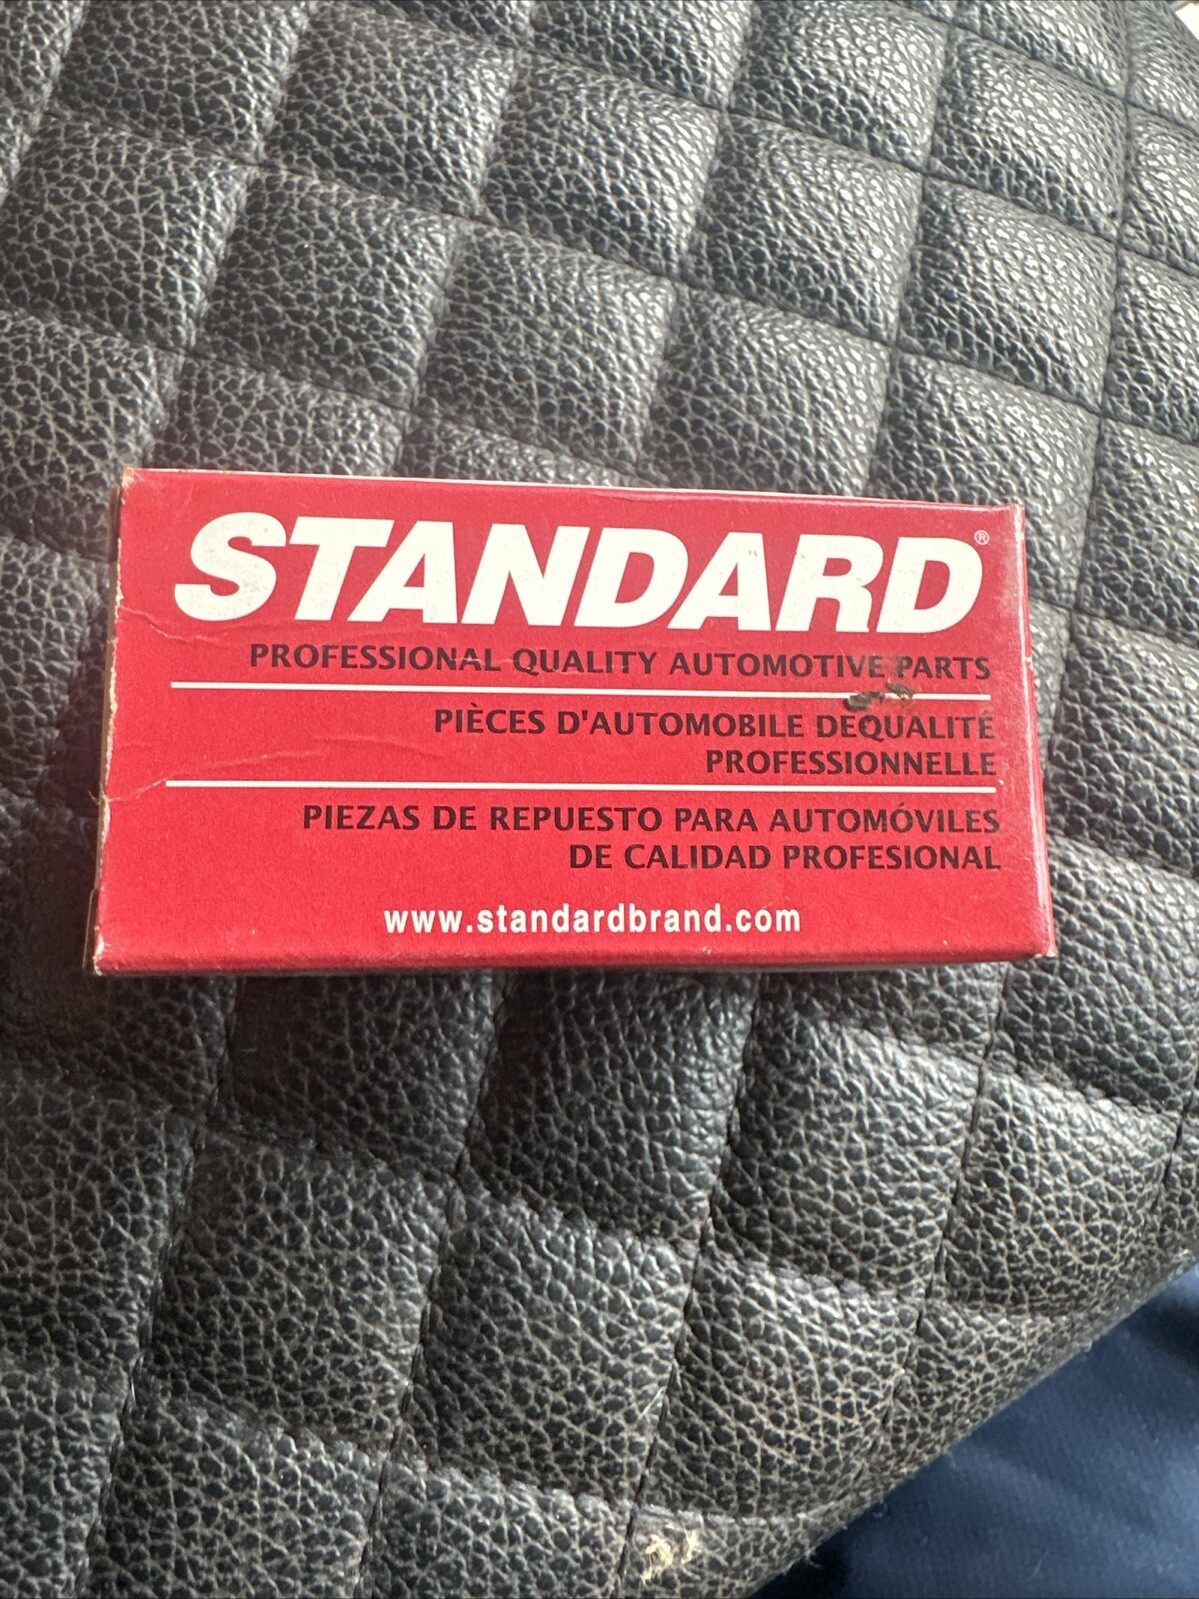 STANDARD®
PROFESSIONAL QUALITY AUTOMOTIVE PARTS
PIÈCES D'AUTOMOBILE DEQUALITÉ
PROFESSIONNELLE
PIEZAS DE REPUESTO PARA AUTOMÓVILES
DE CALIDAD PROFESIONAL
www.standardbrand.com